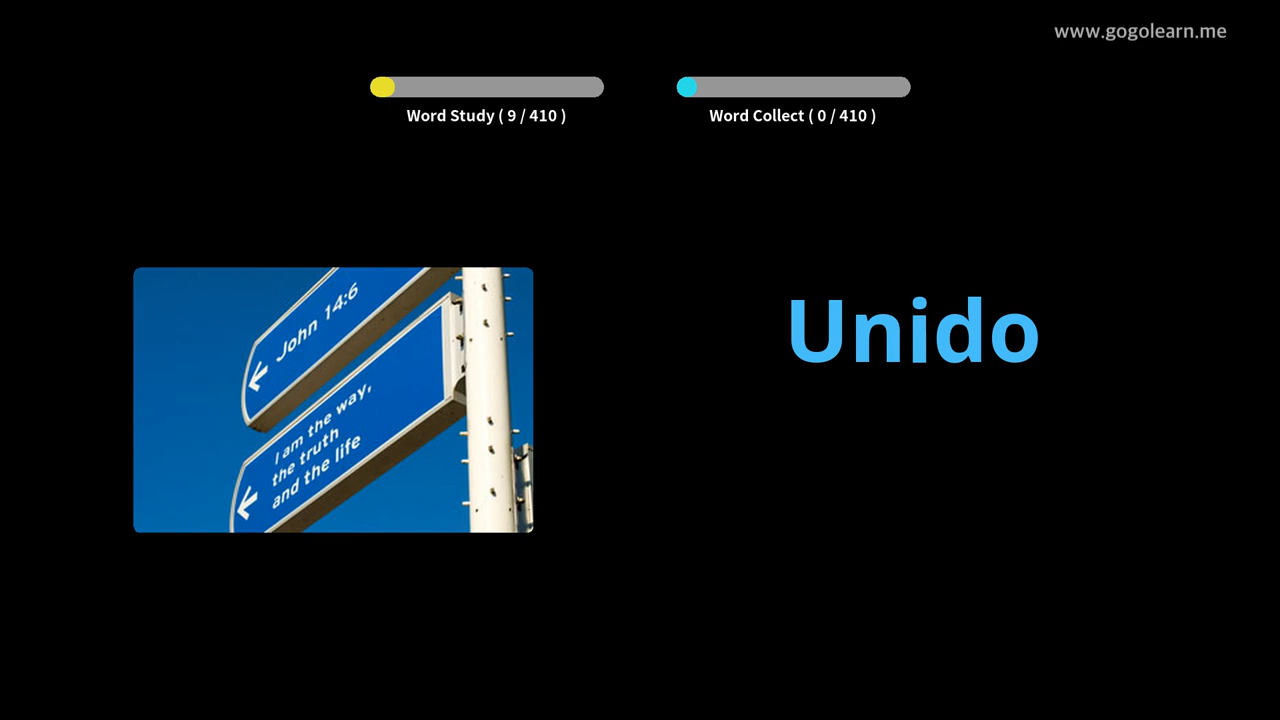 www.gogolearn.me
Word Study ( 9 / 410 )
Word Collect ( 0 / 410 )
John 14:6
I am the way,
the truth
and the life
Unido